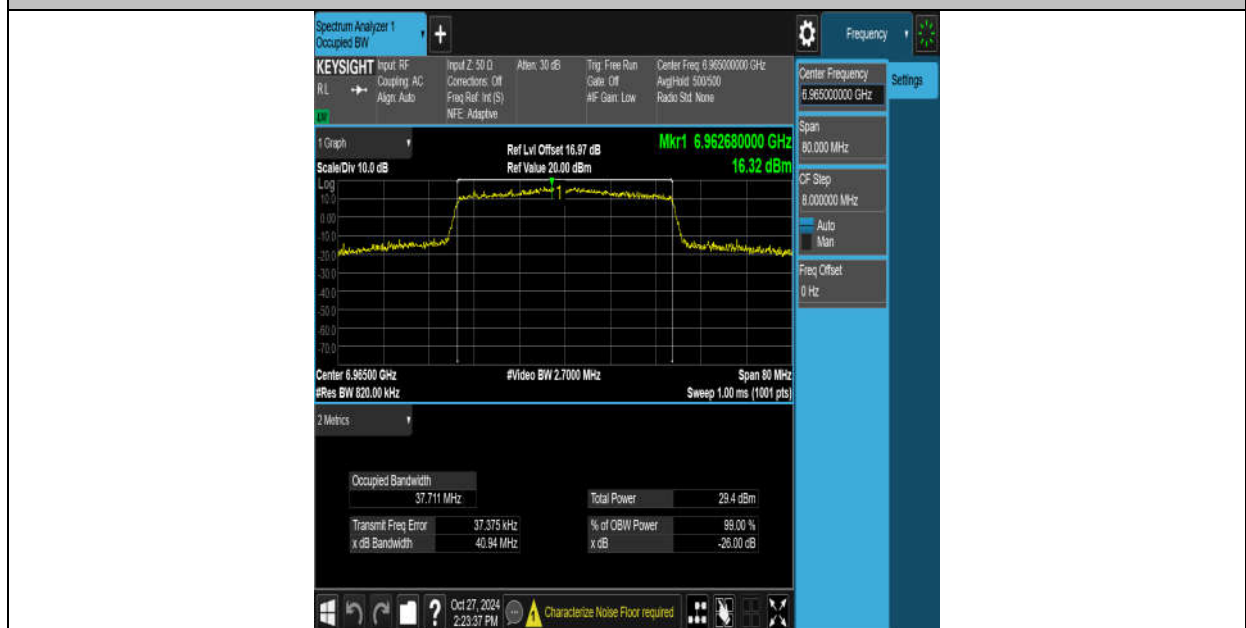 Spectrum Analyzer 1
Occupied BW
+
Frequency
KEYSIGHT
RL
Input: RF
Coupling: AC
Align: Auto
Input Z: 50 Ω
Corrections: Off
Freq Ref: Int (S)
NFE: Adaptive
Atten: 30 dB
Trig: Free Run
Gate: Off
#IF Gain: Low
Center Freq: 6.965000000 GHz
Avg|Hold: 500/500
Radio Std: None
Center Frequency
6.965000000 GHz
Settings
Span
80.000 MHz
CF Step
8.000000 MHz
Auto
Man
Freq Offset
0 Hz
1 Graph
Scale/Div 10.0 dB
Ref Lvl Offset 16.97 dB
Ref Value 20.00 dBm
Mkr1 6.962680000 GHz
16.32 dBm
Log
10.0
0.00
-10.0
-20.0
-30.0
-40.0
-50.0
-60.0
-70.0
1
Center 6.96500 GHz
#Res BW 820.00 kHz
#Video BW 2.7000 MHz
Span 80 MHz
Sweep 1.00 ms (1001 pts)
2 Metrics
Occupied Bandwidth
37.711 MHz
Total Power 29.4 dBm
Transmit Freq Error 37.375 kHz
% of OBW Power 99.00 %
x dB Bandwidth 40.94 MHz
x dB -26.00 dB
?
Oct 27, 2024
2:23:37 PM
Characterize Noise Floor required